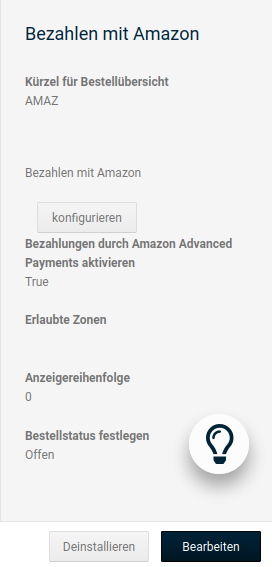 Bezahlen mit Amazon
Kürzel für Bestellübersicht
AMAZ
Bezahlen mit Amazon
konfigurieren
Bezahlungen durch Amazon Advanced
Payments aktivieren
True
Erlaubte Zonen
Anzeigereihenfolge
0
Bestellstatus festlegen
Offen
Deinstallieren
Bearbeiten